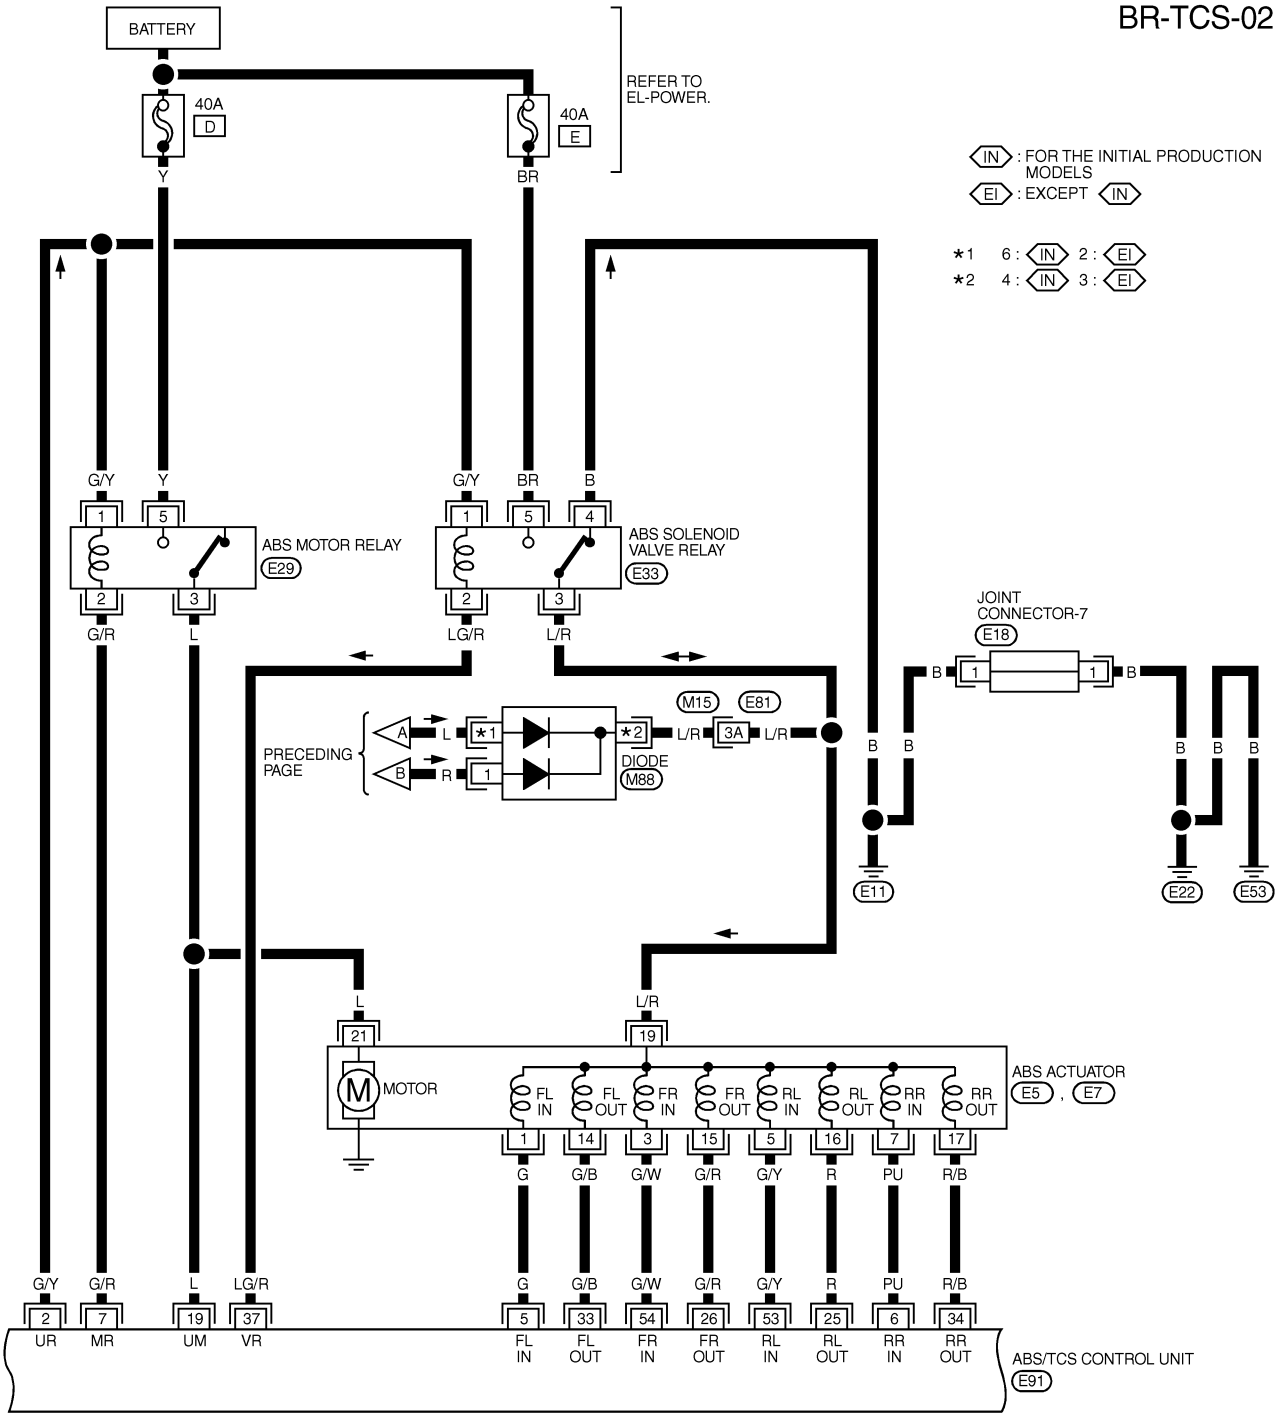 BR-TCS-02
BATTERY
REFER TO
EL-POWER.
40A
D
40A
E
IN : FOR THE INITIAL PRODUCTION
MODELS
EI : EXCEPT IN
*1 6 : IN 2 : EI
*2 4 : IN 3 : EI
Y BR
G/Y Y G/Y BR B
1 5 1 5 4
ABS MOTOR RELAY
E29
ABS SOLENOID
VALVE RELAY
E33
2 3 2 3
G/R L LG/R L/R
JOINT
CONNECTOR-7
E18
B 1 1 B
M15 E81
PRECEDING
PAGE
A L *1 *2 L/R 3A L/R
B R 1
DIODE
M88
B B B B B
E11 E22 E53
L L/R
21 19
M MOTOR
FL
IN
FL
OUT
FR
IN
FR
OUT
RL
IN
RL
OUT
RR
IN
RR
OUT
ABS ACTUATOR
E5 , E7
1 14 3 15 5 16 7 17
G G/B G/W G/R G/Y R PU R/B
G/Y G/R L LG/R G G/B G/W G/R G/Y R PU R/B
2 7 19 37 5 33 54 26 53 25 6 34
UR MR UM VR
FL
IN
FL
OUT
FR
IN
FR
OUT
RL
IN
RL
OUT
RR
IN
RR
OUT
ABS/TCS CONTROL UNIT
E91